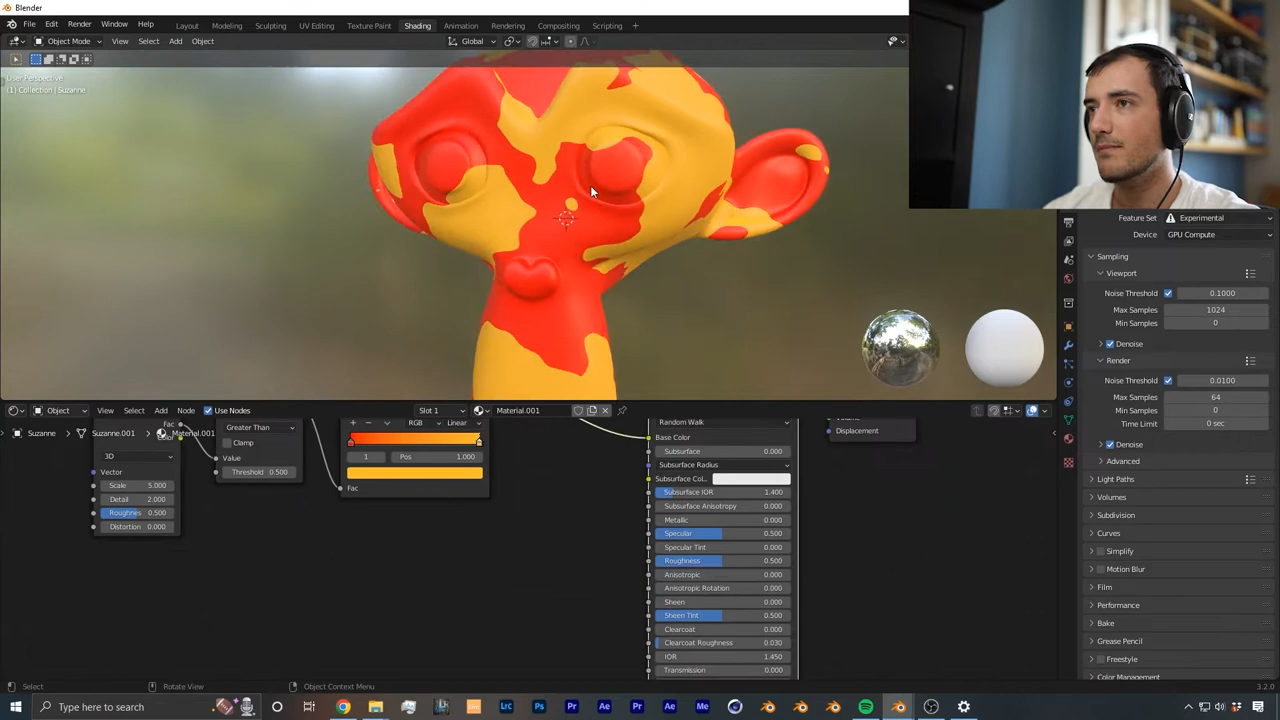 Blender
File Edit Render Window Help Layout Modeling Sculpting UV Editing Texture Paint Shading Animation Rendering Compositing Scripting +
Object Mode View Select Add Object Global
User Perspective
(1) Collection | Suzanne
Feature Set Experimental
Device GPU Compute
Sampling
Viewport
Noise Threshold 0.1000
Max Samples 1024
Min Samples 0
Denoise
Render
Noise Threshold 0.0100
Max Samples 64
Min Samples 0
Time Limit 0 sec
Denoise
Advanced
Light Paths
Volumes
Subdivision
Curves
Simplify
Motion Blur
Film
Performance
Bake
Grease Pencil
Freestyle
Color Management
Object View Select Add Node Use Nodes Slot 1 Material.001
Suzanne Suzanne.001 Material.001
Fac
3D
Vector
Scale 5.000
Detail 2.000
Roughnes 0.500
Distortion 0.000
Greater Than
Clamp
Value
Threshold 0.500
RGB Linear
1 Pos 1.000
Fac
Random Walk
Base Color
Subsurface 0.000
Subsurface Radius
Subsurface Col..
Subsurface IOR 1.400
Subsurface Anisotropy 0.000
Metallic 0.000
Specular 0.500
Specular Tint 0.000
Roughness 0.500
Anisotropic 0.000
Anisotropic Rotation 0.000
Sheen 0.000
Sheen Tint 0.500
Clearcoat 0.000
Clearcoat Roughness 0.030
IOR 1.450
Transmission 0.000
Displacement
Select Rotate View Object Context Menu 3.2.0
Type here to search Lrc Ps Pr Ae Pr Ae Me